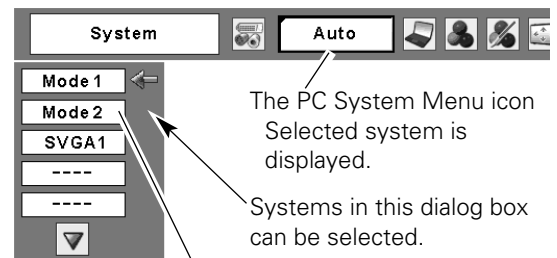 System
Auto
Mode 1
Mode 2
SVGA1
----
----
The PC System Menu icon
Selected system is
displayed.
Systems in this dialog box
can be selected.